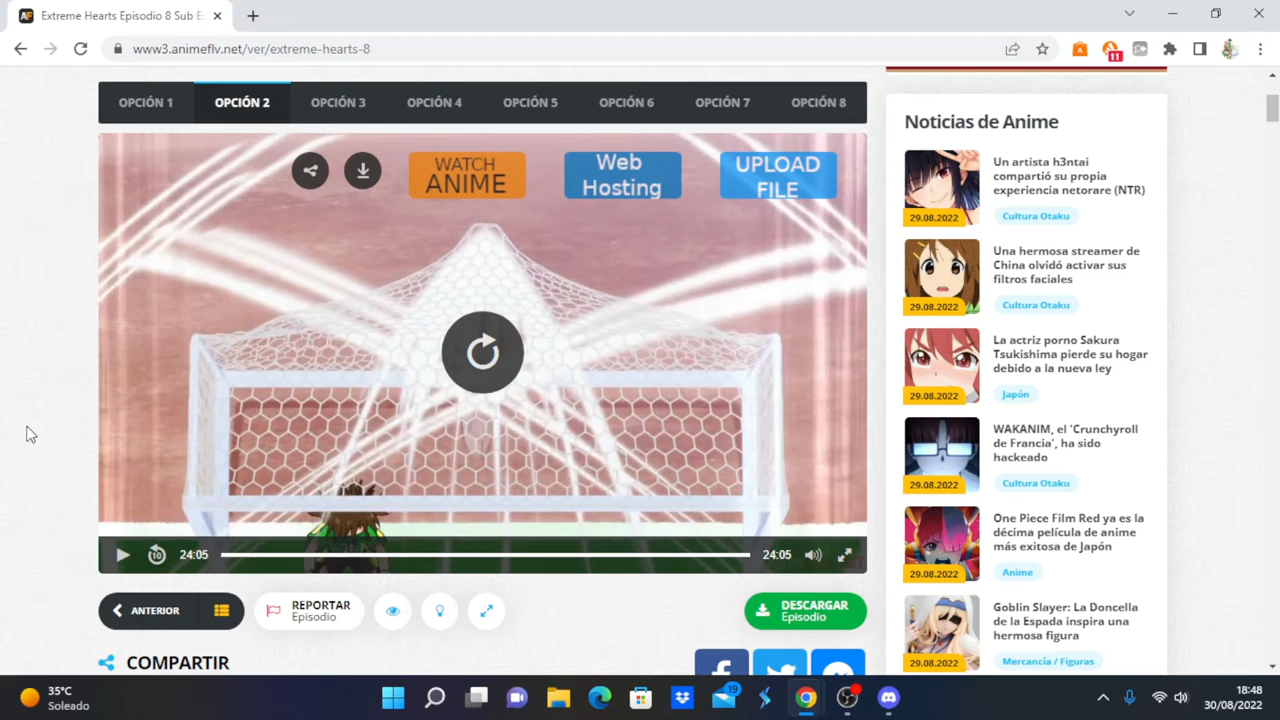 Extreme Hearts Episodio 8 Sub Es
www3.animeflv.net/ver/extreme-hearts-8
11
OPCIÓN 1
OPCIÓN 2
OPCIÓN 3
OPCIÓN 4
OPCIÓN 5
OPCIÓN 6
OPCIÓN 7
OPCIÓN 8
WATCH
ANIME
Web
Hosting
UPLOAD
FILE
10
24:05
24:05
ANTERIOR
REPORTAR
Episodio
DESCARGAR
Episodio
COMPARTIR
Noticias de Anime
Un artista h3ntai
compartió su propia
experiencia netorare (NTR)
29.08.2022
Cultura Otaku
Una hermosa streamer de
China olvidó activar sus
filtros faciales
29.08.2022
Cultura Otaku
La actriz porno Sakura
Tsukishima pierde su hogar
debido a la nueva ley
29.08.2022
Japón
WAKANIM, el 'Crunchyroll
de Francia', ha sido
hackeado
29.08.2022
Cultura Otaku
One Piece Film Red ya es la
décima película de anime
más exitosa de Japón
29.08.2022
Anime
Goblin Slayer: La Doncella
de la Espada inspira una
hermosa figura
29.08.2022
Mercancía / Figuras
35°C
Soleado
19
18:48
30/08/2022